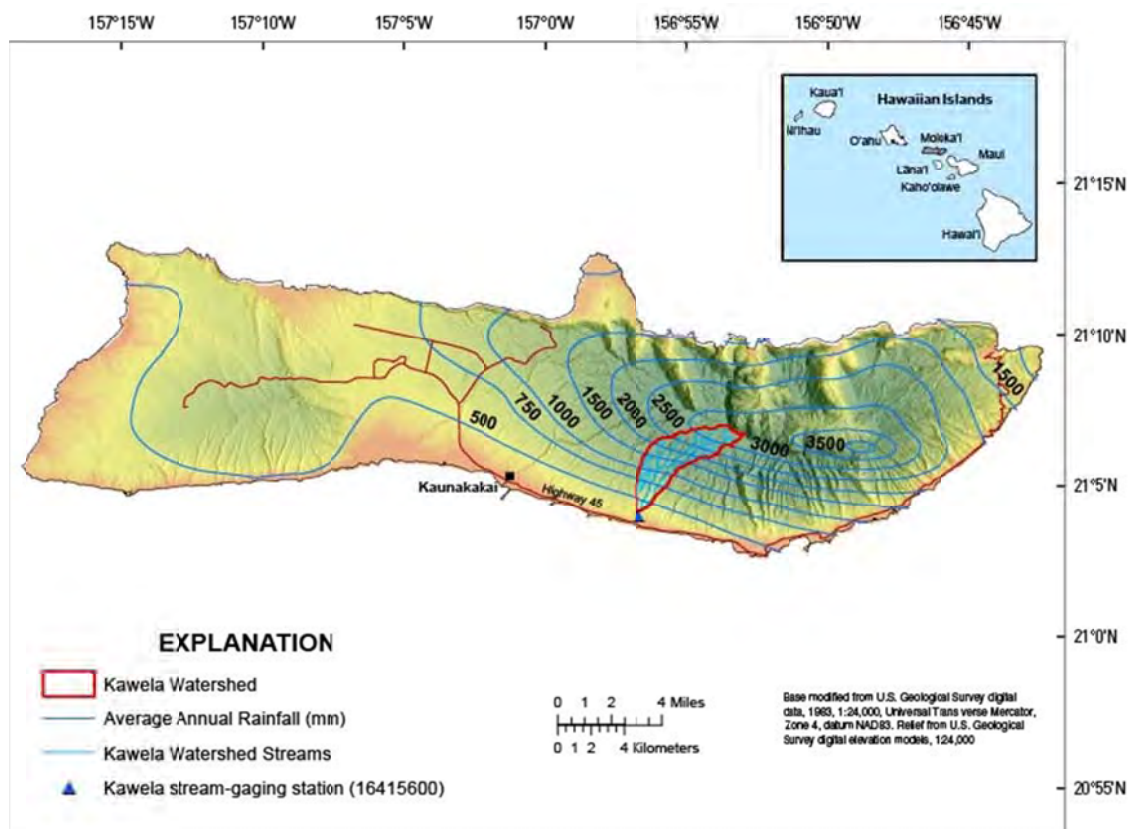 157°15'W 157°10'W 157°5'W 157°0'W 156°55'W 156°50'W 156°45'W
Hawaiian Islands
Kaua'i
Ni'ihau
O'ahu
Moleka'i
Maui
Lāna'i
Kaho'olawe
Hawai'i
21°15'N
21°10'N
21°5'N
21°0'N
20°55'N
500
750
1000
1500
2000
2500
3000
3500
1500
Kaunakakai
Highway 45
EXPLANATION
Kawela Watershed
Average Annual Rainfall (mm)
Kawela Watershed Streams
Kawela stream-gaging station (16415600)
0 1 2 4 Miles
0 1 2 4 Kilometers
Base modified from U.S. Geological Survey digital
data, 1983, 1:24,000, Universal Transverse Mercator,
Zone 4, datum NAD83. Relief from U.S. Geological
Survey digital elevation models, 1:24,000